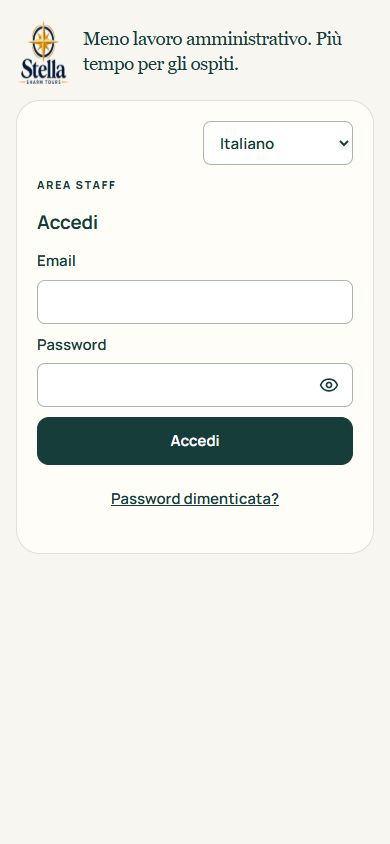 Stella
SHARM TOURS
Meno lavoro amministrativo. Più
tempo per gli ospiti.
Italiano
AREA STAFF
Accedi
Email
Password
Accedi
Password dimenticata?